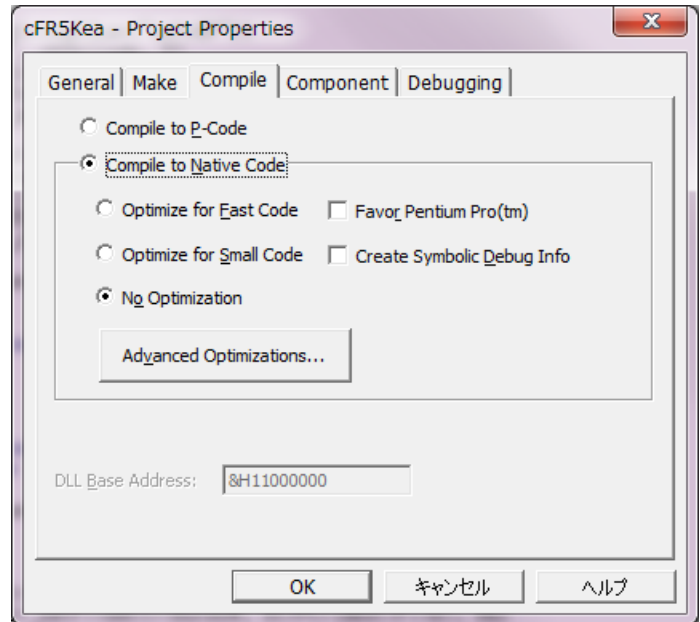 cFR5Kea - Project Properties
General Make Compile Component Debugging
Compile to P-Code
Compile to Native Code
Optimize for Fast Code Favor Pentium Pro(tm)
Optimize for Small Code Create Symbolic Debug Info
No Optimization
Advanced Optimizations...
DLL Base Address: &H11000000
OK キャンセル ヘルプ